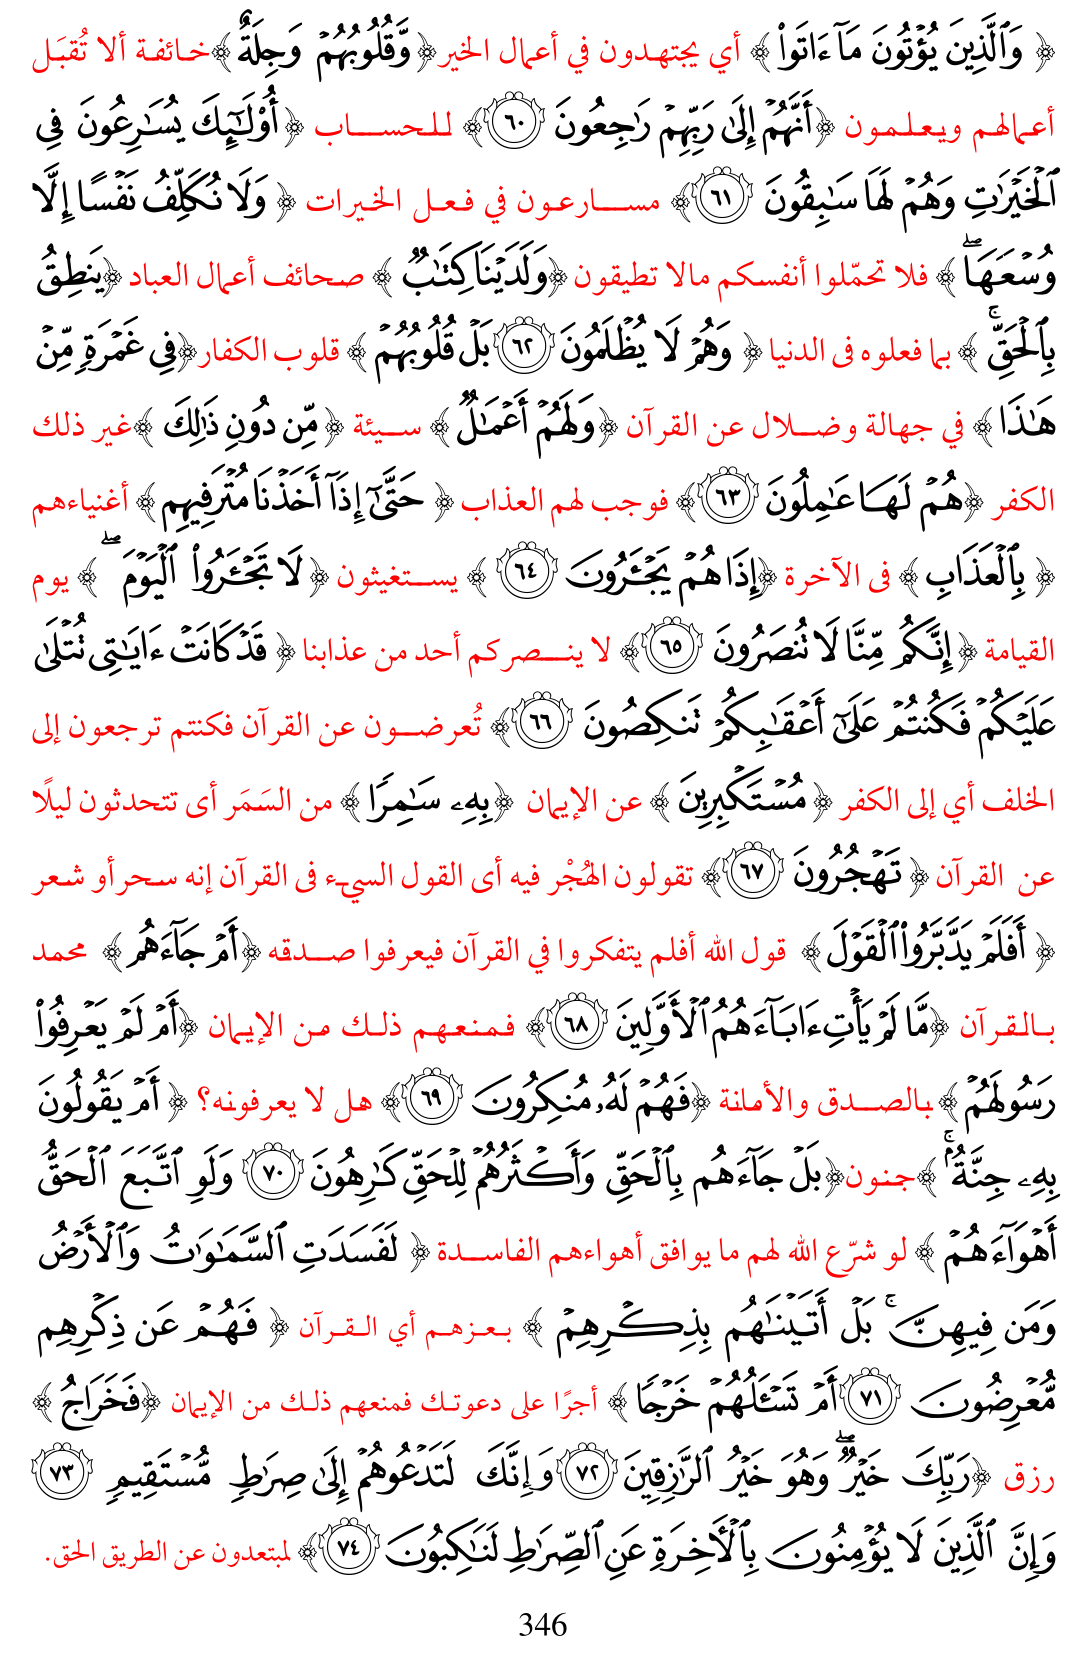 ﴿ وَٱلَّذِينَ يُؤۡتُونَ مَآ ءَاتَواْ ﴾ أي يجتهدون في أعمال الخير ﴿ وَّقُلُوبُهُمۡ وَجِلَةٌ ﴾ خائفة ألا تُقبَل
أعمالهم ويعلمون ﴿ أَنَّهُمۡ إِلَىٰ رَبِّهِمۡ رَٰجِعُونَ ٦٠ ﴾ للحساب ﴿ أُوْلَٰٓئِكَ يُسَٰرِعُونَ فِي
ٱلۡخَيۡرَٰتِ وَهُمۡ لَهَا سَٰبِقُونَ ٦١ ﴾ مسارعون في فعل الخيرات ﴿ وَلَا نُكَلِّفُ نَفۡسًا إِلَّا
وُسۡعَهَاۖ ﴾ فلا تحمّلوا أنفسكم مالا تطيقون ﴿ وَلَدَيۡنَا كِتَٰبٞ ﴾ صحائف أعمال العباد ﴿ يَنطِقُ
بِٱلۡحَقِّۚ ﴾ بما فعلوه فى الدنيا ﴿ وَهُمۡ لَا يُظۡلَمُونَ ٦٢ بَلۡ قُلُوبُهُمۡ ﴾ قلوب الكفار ﴿ فِي غَمۡرَةٖ مِّنۡ
هَٰذَا ﴾ في جهالة وضلال عن القرآن ﴿ وَلَهُمۡ أَعۡمَٰلٞ ﴾ سيئة ﴿ مِّن دُونِ ذَٰلِكَ ﴾ غير ذلك
الكفر ﴿ هُمۡ لَهَا عَٰمِلُونَ ٦٣ ﴾ فوجب لهم العذاب ﴿ حَتَّىٰٓ إِذَآ أَخَذۡنَا مُتۡرَفِيهِم ﴾ أغنياءهم
﴿ بِٱلۡعَذَابِ ﴾ فى الآخرة ﴿ إِذَا هُمۡ يَجۡـَٔرُونَ ٦٤ ﴾ يستغيثون ﴿ لَا تَجۡـَٔرُواْ ٱلۡيَوۡمَۖ ﴾ يوم
القيامة ﴿ إِنَّكُم مِّنَّا لَا تُنصَرُونَ ٦٥ ﴾ لا ينصركم أحد من عذابنا ﴿ قَدۡ كَانَتۡ ءَايَٰتِي تُتۡلَىٰ
عَلَيۡكُمۡ فَكُنتُمۡ عَلَىٰٓ أَعۡقَٰبِكُمۡ تَنكِصُونَ ٦٦ ﴾ تُعرضون عن القرآن فكنتم ترجعون إلى
الخلف أي إلى الكفر ﴿ مُسۡتَكۡبِرِينَ ﴾ عن الإيمان ﴿ بِهِۦ سَٰمِرٗا ﴾ من السَمَر أى تتحدثون ليلًا
عن القرآن ﴿ تَهۡجُرُونَ ٦٧ ﴾ تقولون الهُجْر فيه أى القول السيء فى القرآن إنه سحر أو شعر
﴿ أَفَلَمۡ يَدَّبَّرُواْ ٱلۡقَوۡلَ ﴾ قول الله أفلم يتفكروا في القرآن فيعرفوا صدقه ﴿ أَمۡ جَآءَهُم ﴾ محمد
بالقرآن ﴿ مَّا لَمۡ يَأۡتِ ءَابَآءَهُمُ ٱلۡأَوَّلِينَ ٦٨ ﴾ فمنعهم ذلك من الإيمان ﴿ أَمۡ لَمۡ يَعۡرِفُواْ
رَسُولَهُمۡ ﴾ بالصدق والأمانة ﴿ فَهُمۡ لَهُۥ مُنكِرُونَ ٦٩ ﴾ هل لا يعرفونه؟ ﴿ أَمۡ يَقُولُونَ
بِهِۦ جِنَّةُۢۚ ﴾ جنون ﴿ بَلۡ جَآءَهُم بِٱلۡحَقِّ وَأَكۡثَرُهُمۡ لِلۡحَقِّ كَٰرِهُونَ ٧٠ وَلَوِ ٱتَّبَعَ ٱلۡحَقُّ
أَهۡوَآءَهُمۡ ﴾ لو شرّع الله لهم ما يوافق أهواءهم الفاسدة ﴿ لَفَسَدَتِ ٱلسَّمَٰوَٰتُ وَٱلۡأَرۡضُ
وَمَن فِيهِنَّۚ بَلۡ أَتَيۡنَٰهُم بِذِكۡرِهِمۡ ﴾ بعزهم أي القرآن ﴿ فَهُمۡ عَن ذِكۡرِهِم
مُّعۡرِضُونَ ٧١ أَمۡ تَسۡـَٔلُهُمۡ خَرۡجٗا ﴾ أجرًا على دعوتك فمنعهم ذلك من الإيمان ﴿ فَخَرَاجُ ﴾
رزق ﴿ رَبِّكَ خَيۡرٞۖ وَهُوَ خَيۡرُ ٱلرَّٰزِقِينَ ٧٢ وَإِنَّكَ لَتَدۡعُوهُمۡ إِلَىٰ صِرَٰطٖ مُّسۡتَقِيمٖ ٧٣
وَإِنَّ ٱلَّذِينَ لَا يُؤۡمِنُونَ بِٱلۡأٓخِرَةِ عَنِ ٱلصِّرَٰطِ لَنَٰكِبُونَ ٧٤ ﴾ لمبتعدون عن الطريق الحق.
346